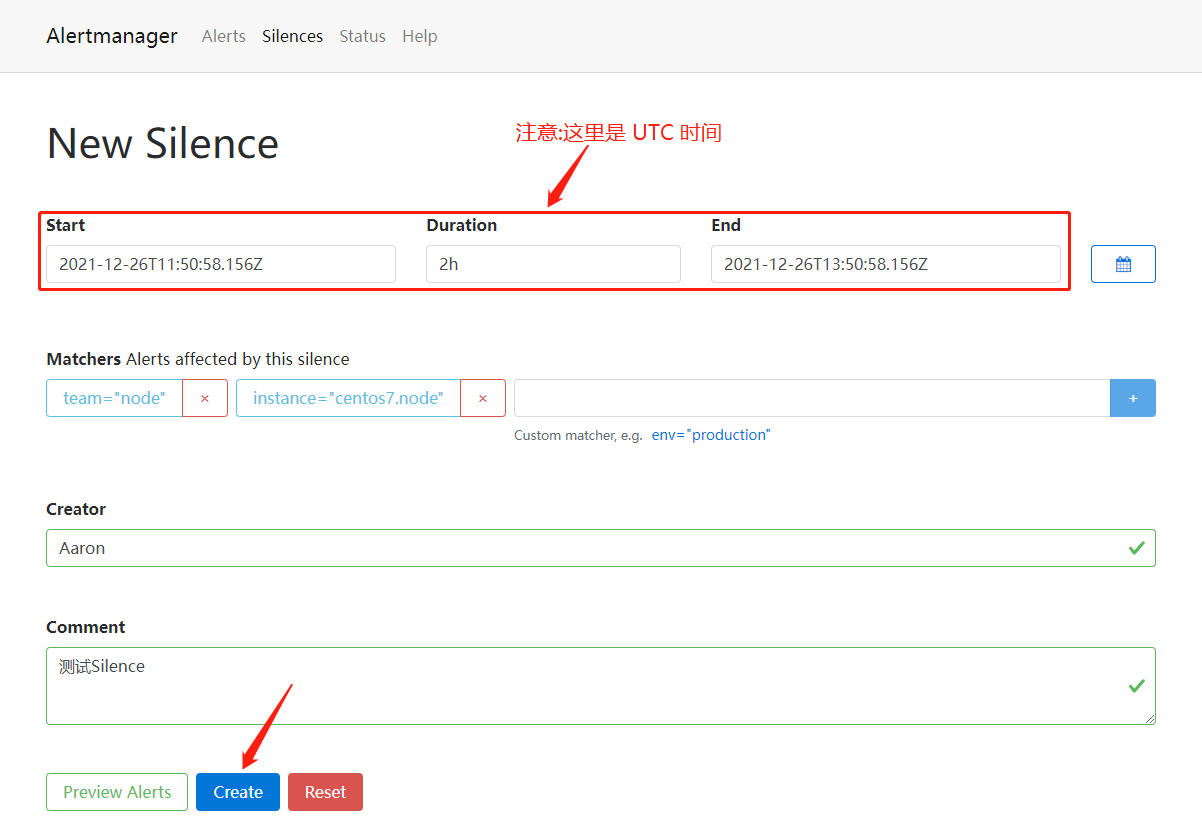 Alertmanager Alerts Silences Status Help
New Silence
注意:这里是 UTC 时间
Start Duration End
2021-12-26T11:50:58.156Z 2h 2021-12-26T13:50:58.156Z
Matchers Alerts affected by this silence
team="node" × instance="centos7.node" × +
Custom matcher, e.g. env="production"
Creator
Aaron
Comment
测试Silence
Preview Alerts Create Reset